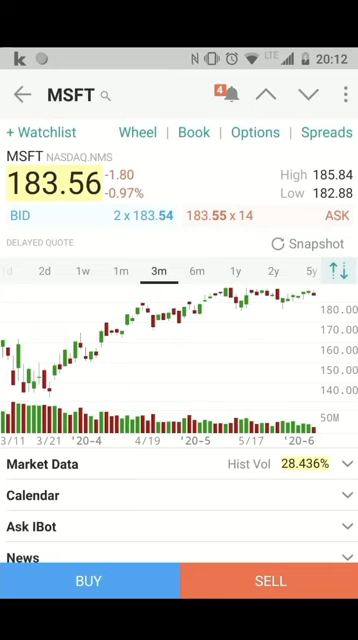 LTE 20:12
MSFT 4
+ Watchlist Wheel | Book | Options | Spreads
MSFT NASDAQ.NMS
183.56 -1.80 High 185.84
-0.97% Low 182.88
BID 2 x 183.54 183.55 x 14 ASK
DELAYED QUOTE Snapshot
1d 2d 1w 1m 3m 6m 1y 2y 5y
180.00
170.00
160.00
150.00
140.00
50M
3/11 3/21 '20-4 4/19 '20-5 5/17 '20-6
Market Data Hist Vol 28.436%
Calendar
Ask IBot
News
BUY SELL